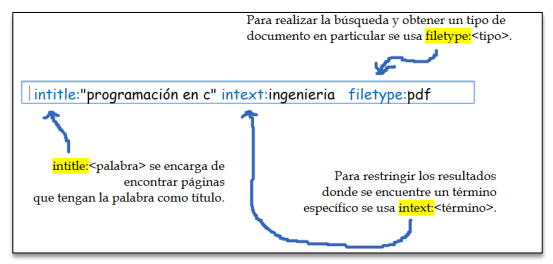 Para realizar la búsqueda y obtener un tipo de
documento en particular se usa filetype:<tipo>.
intitle:"programación en c" intext:ingenieria filetype:pdf
intitle:<palabra> se encarga de
encontrar páginas
que tengan la palabra como título.
Para restringir los resultados
donde se encuentre un término
específico se usa intext:<término>.